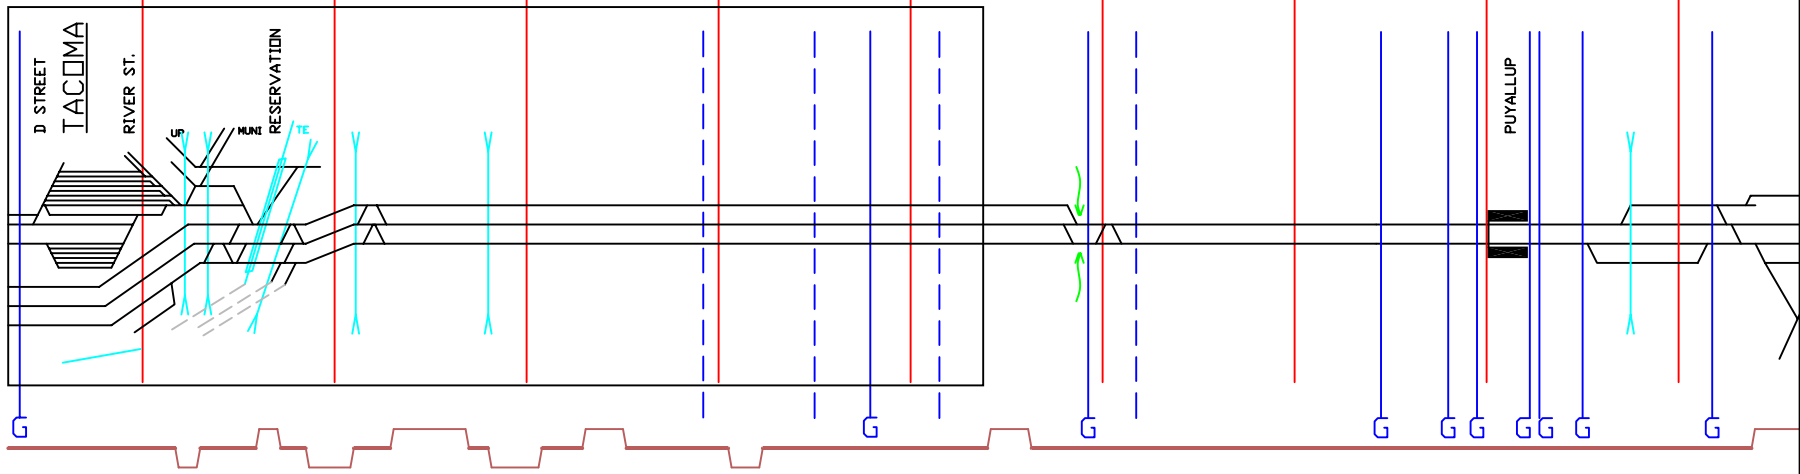 D STREET
TACOMA
RIVER ST.
UP
MUNI
RESERVATION
TE
PUYALLUP
G
G
G
G
G
G
G
G
G
G